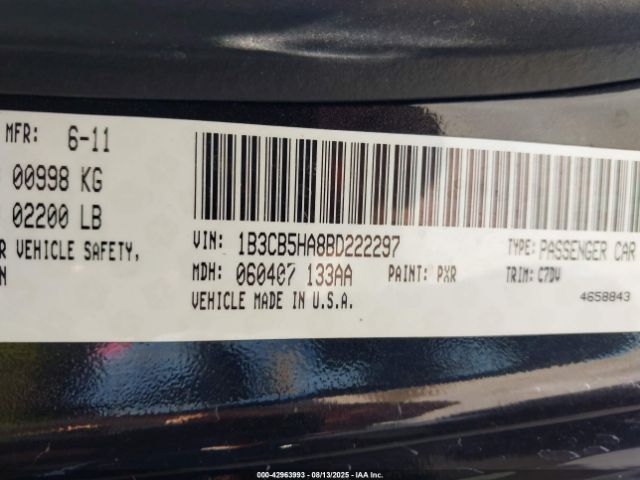 MFR: 6-11
00998 KG
02200 LB
R VEHICLE SAFETY,
N
VIN: 1B3CB5HA8BD222297 TYPE: PASSENGER CAR
MDH: 060407 133AA PAINT: PXR TRIM: C7DV
VEHICLE MADE IN U.S.A. 4658843
000-42963993 08/13/2025 IAA Inc.